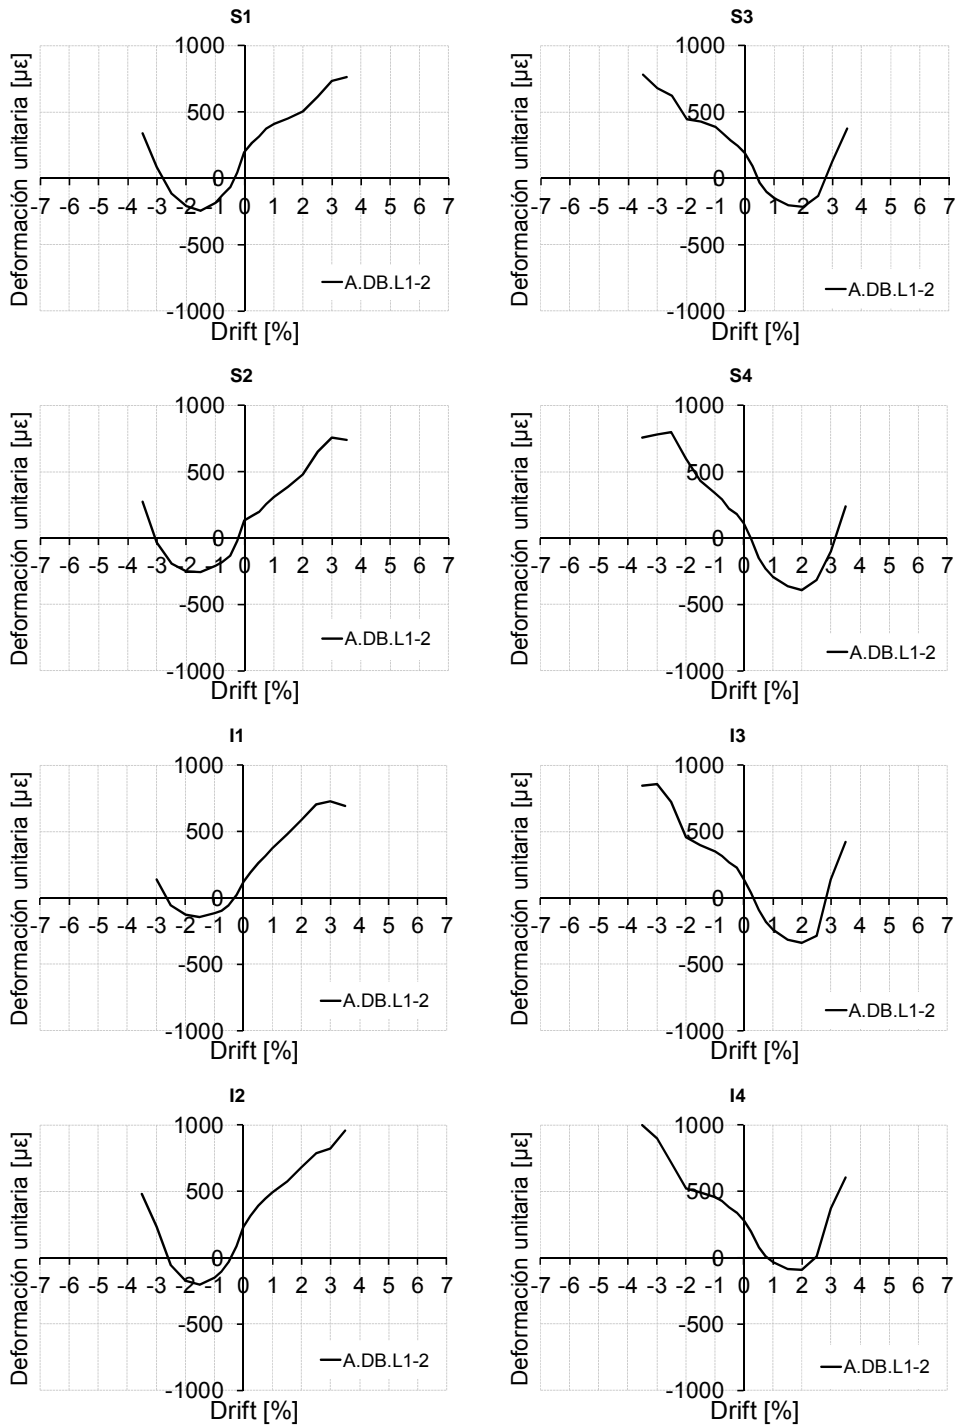 S1
Deformación unitaria [µε]
1000
500
0
-500
-1000
-7 -6 -5 -4 -3 -2 -1 0 1 2 3 4 5 6 7
A.DB.L1-2
Drift [%]
S3
Deformación unitaria [µε]
1000
500
0
-500
-1000
-7 -6 -5 -4 -3 -2 -1 0 1 2 3 4 5 6 7
A.DB.L1-2
Drift [%]
S2
Deformación unitaria [µε]
1000
500
0
-500
-1000
-7 -6 -5 -4 -3 -2 -1 0 1 2 3 4 5 6 7
A.DB.L1-2
Drift [%]
S4
Deformación unitaria [µε]
1000
500
0
-500
-1000
-7 -6 -5 -4 -3 -2 -1 0 1 2 3 4 5 6 7
A.DB.L1-2
Drift [%]
I1
Deformación unitaria [µε]
1000
500
0
-500
-1000
-7 -6 -5 -4 -3 -2 -1 0 1 2 3 4 5 6 7
A.DB.L1-2
Drift [%]
I3
Deformación unitaria [µε]
1000
500
0
-500
-1000
-7 -6 -5 -4 -3 -2 -1 0 1 2 3 4 5 6 7
A.DB.L1-2
Drift [%]
I2
Deformación unitaria [µε]
1000
500
0
-500
-1000
-7 -6 -5 -4 -3 -2 -1 0 1 2 3 4 5 6 7
A.DB.L1-2
Drift [%]
I4
Deformación unitaria [µε]
1000
500
0
-500
-1000
-7 -6 -5 -4 -3 -2 -1 0 1 2 3 4 5 6 7
A.DB.L1-2
Drift [%]